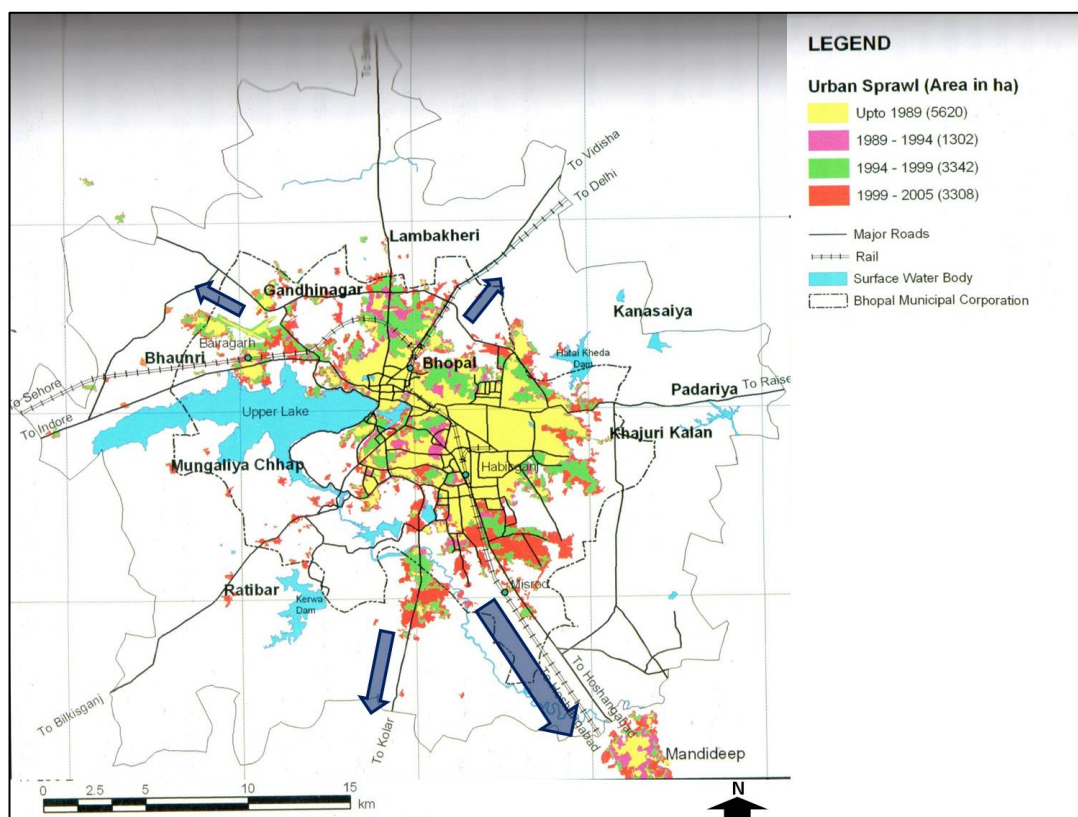 LEGEND
Urban Sprawl (Area in ha)
Upto 1989 (5620)
1989 - 1994 (1302)
1994 - 1999 (3342)
1999 - 2005 (3308)
Major Roads
Rail
Surface Water Body
Bhopal Municipal Corporation
To Vidisha
To Delhi
Lambakheri
Gandhinagar
Kanasaiya
Bairagarh
Bhaunri
Bhopal
Hatai Kheda
Dam
Padariya
To Raise
To Sehore
To Indore
Upper Lake
Khajuri Kalan
Mungaliya Chhap
Habibganj
Ratibar
Kerwa
Dam
Misrod
To Bilkisganj
To Kolar
To Hoshangabad
To Hoshangabad
Mandideep
0 2.5 5 10 15
km
N